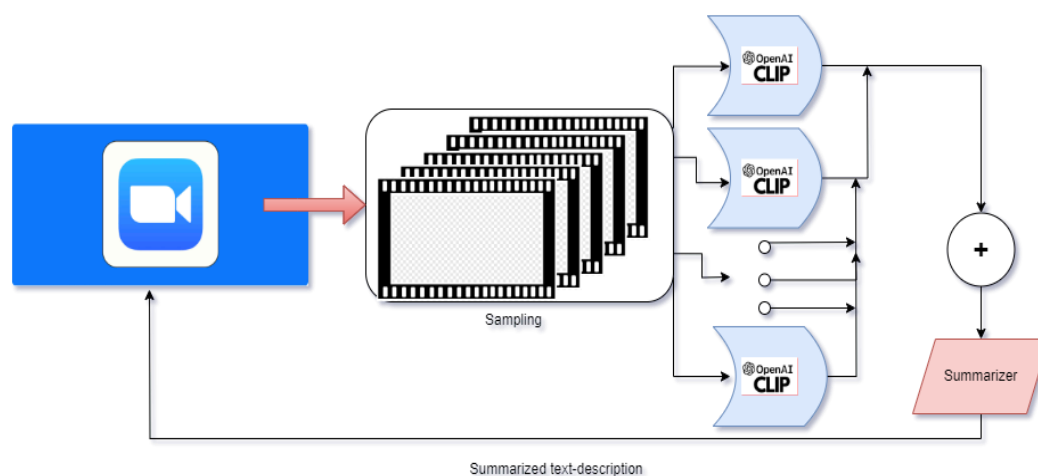 OpenAI
CLIP
OpenAI
CLIP
+
Sampling
OpenAI
CLIP
Summarizer
Summarized text-description